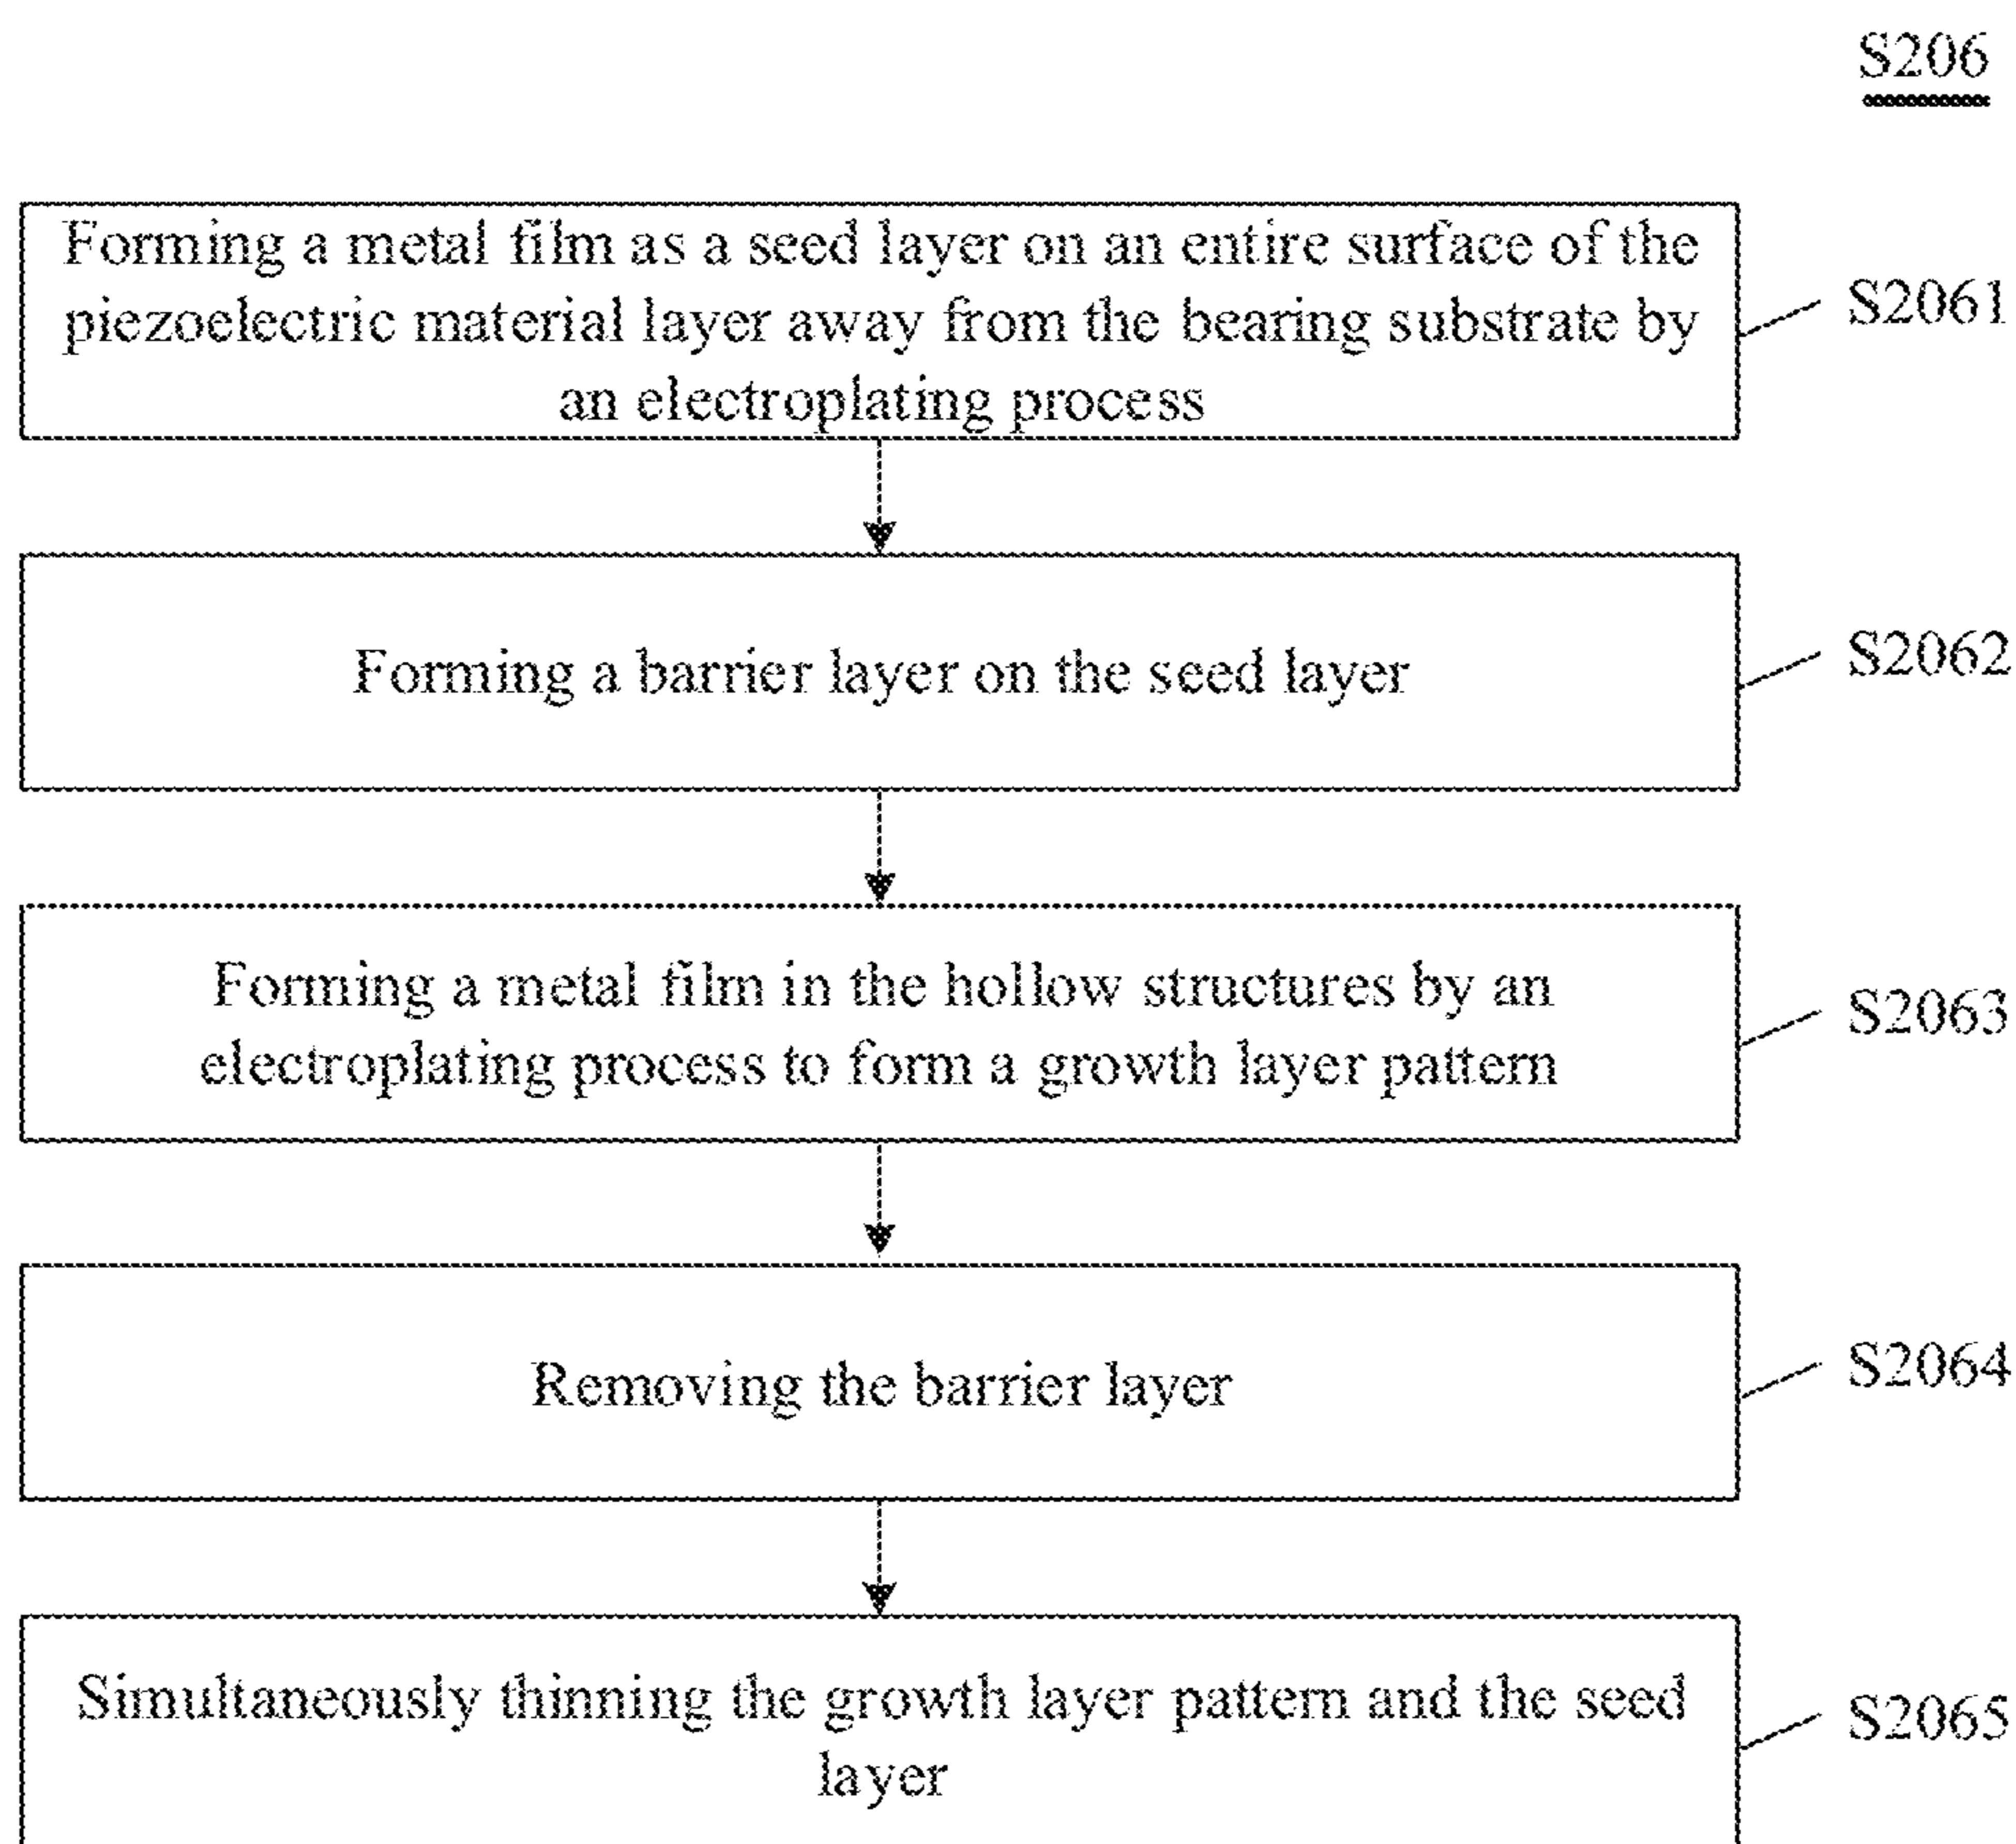 S206
Forming a metal film as a seed layer on an entire surface of the
piezoelectric material layer away from the bearing substrate by
an electroplating process
S2061
Forming a barrier layer on the seed layer
S2062
Forming a metal film in the hollow structures by an
electroplating process to form a growth layer pattern
S2063
Removing the barrier layer
S2064
Simultaneously thinning the growth layer pattern and the seed
layer
S2065